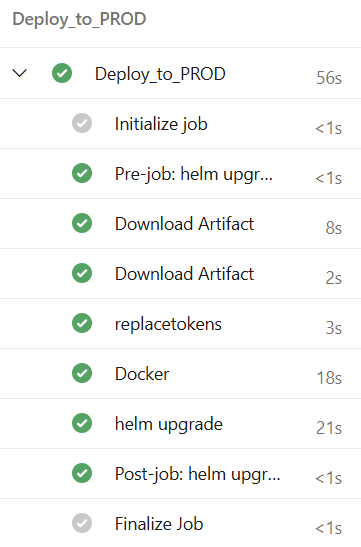 Deploy_to_PROD
Deploy_to_PROD 56s
Initialize job <1s
Pre-job: helm upgr... <1s
Download Artifact 8s
Download Artifact 2s
replacetokens 3s
Docker 18s
helm upgrade 21s
Post-job: helm upgr... <1s
Finalize Job <1s